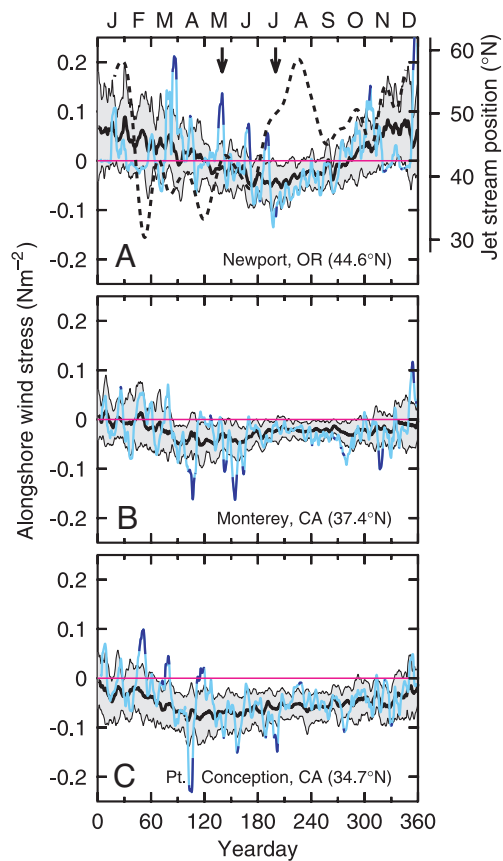 J F M A M J J A S O N D
0.2
0.1
0
-0.1
-0.2
60
50
40
30
Jet stream position (°N)
A
Newport, OR (44.6°N)
Alongshore wind stress (Nm⁻²)
0.2
0.1
0
-0.1
-0.2
B
Monterey, CA (37.4°N)
0.2
0.1
0
-0.1
-0.2
C
Pt. Conception, CA (34.7°N)
0 60 120 180 240 300 360
Yearday